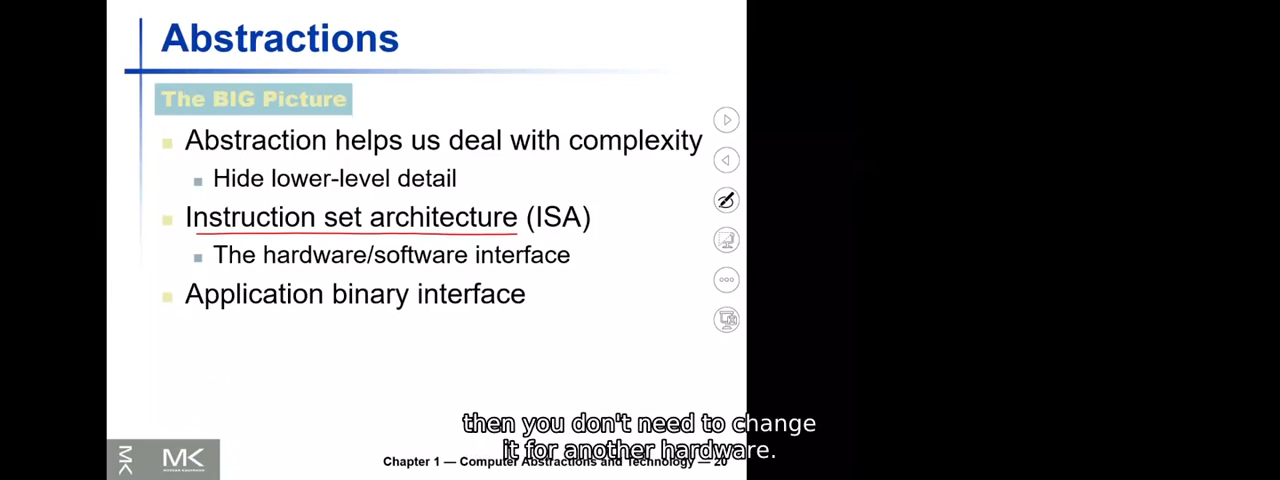 Abstractions
The BIG Picture
Abstraction helps us deal with complexity
Hide lower-level detail
Instruction set architecture (ISA)
The hardware/software interface
Application binary interface
then you don't need to change
it for another hardware.
MK
MK
Chapter 1 — Computer Abstractions and Technology — 20